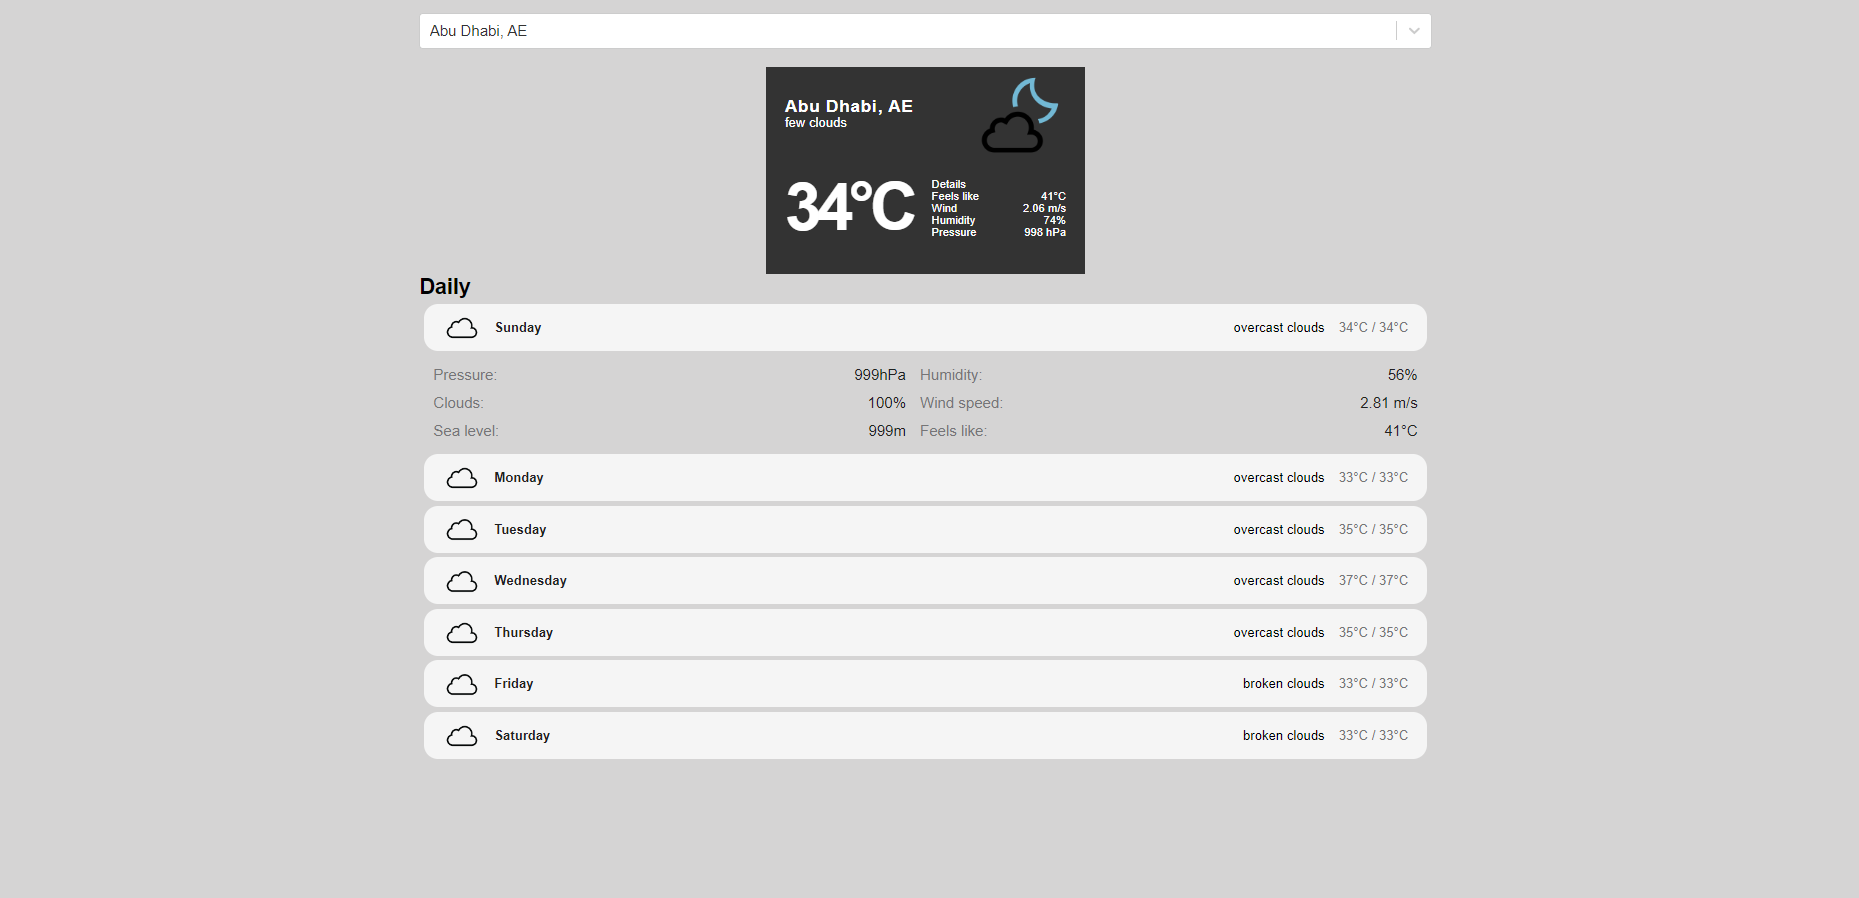 Abu Dhabi, AE
Abu Dhabi, AE
few clouds
34°C
Details
Feels like 41°C
Wind 2.06 m/s
Humidity 74%
Pressure 998 hPa
Daily
Sunday overcast clouds 34°C / 34°C
Pressure: 999hPa Humidity: 56%
Clouds: 100% Wind speed: 2.81 m/s
Sea level: 999m Feels like: 41°C
Monday overcast clouds 33°C / 33°C
Tuesday overcast clouds 35°C / 35°C
Wednesday overcast clouds 37°C / 37°C
Thursday overcast clouds 35°C / 35°C
Friday broken clouds 33°C / 33°C
Saturday broken clouds 33°C / 33°C